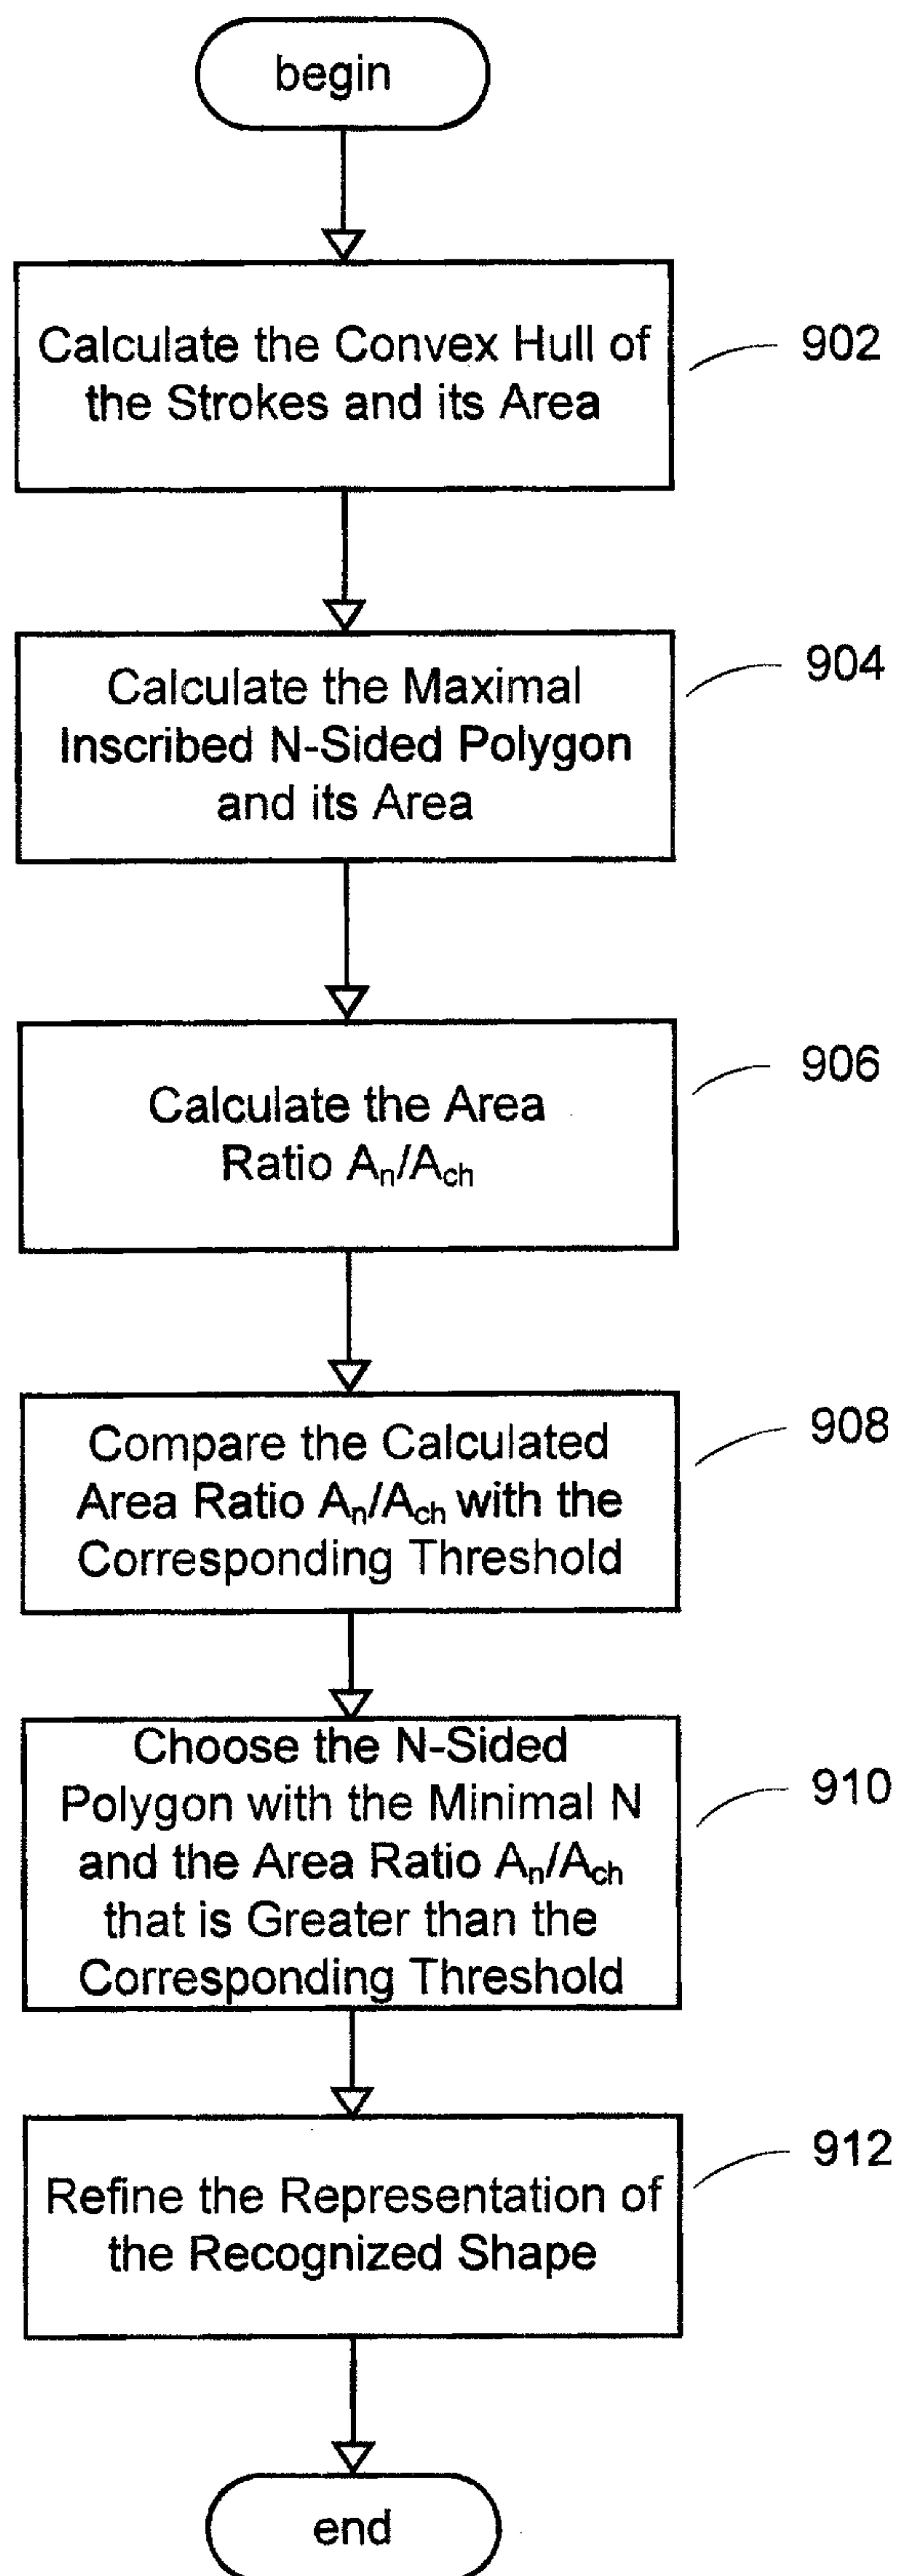 begin
Calculate the Convex Hull of
the Strokes and its Area
902
Calculate the Maximal
Inscribed N-Sided Polygon
and its Area
904
Calculate the Area
Ratio Aₙ/A_ch
906
Compare the Calculated
Area Ratio Aₙ/A_ch with the
Corresponding Threshold
908
Choose the N-Sided
Polygon with the Minimal N
and the Area Ratio Aₙ/A_ch
that is Greater than the
Corresponding Threshold
910
Refine the Representation of
the Recognized Shape
912
end